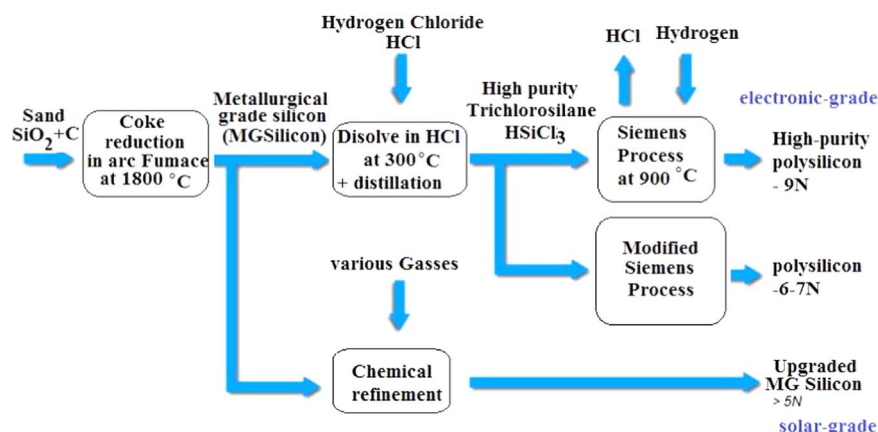 Hydrogen Chloride
HCl
HCl
Hydrogen
Sand
SiO₂+C
Coke
reduction
in arc Fumace
at 1800 °C
Metallurgical
grade silicon
(MGSilicon)
Disolve in HCl
at 300°C
+ distillation
High purity
Trichlorosilane
HSiCl₃
Siemens
Process
at 900 °C
electronic-grade
High-purity
polysilicon
- 9N
Modified
Siemens
Process
polysilicon
-6-7N
various Gasses
Chemical
refinement
Upgraded
MG Silicon
> 5N
solar-grade